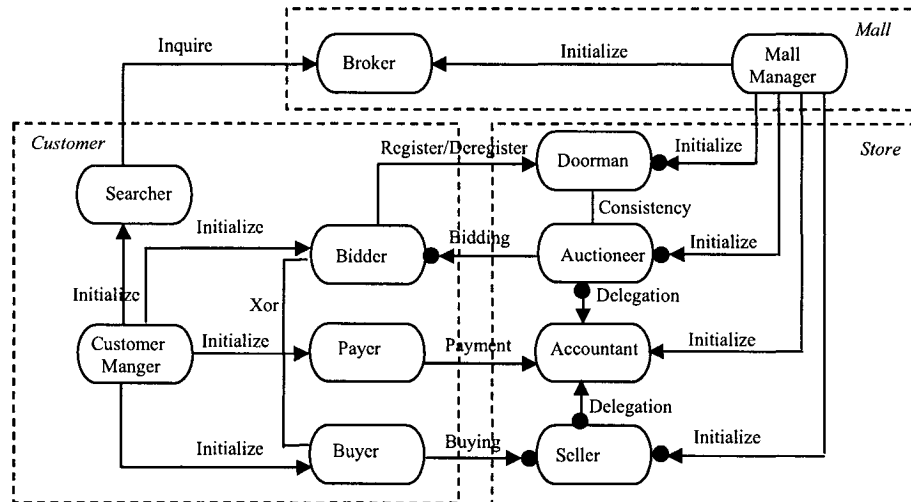 Mall
Inquire
Broker
Initialize
Mall
Manager
Customer
Register/Deregister
Doorman
Initialize
Store
Searcher
Consistency
Initialize
Bidder
Bidding
Auctioneer
Initialize
Initialize
Xor
Delegation
Customer
Manger
Initialize
Payer
Payment
Accountant
Initialize
Delegation
Initialize
Buyer
Buying
Seller
Initialize